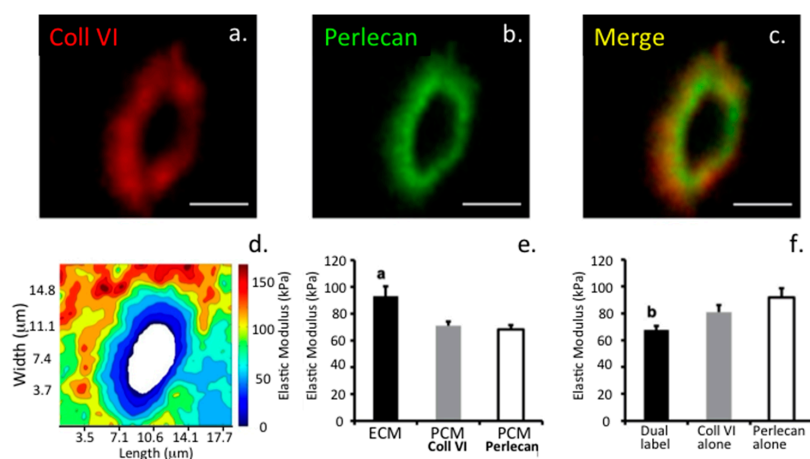 Coll VI
a.
Perlecan
b.
Merge
c.
d.
Width (μm)
14.8
11.1
7.4
3.7
3.5 7.1 10.6 14.1 17.7
Length (μm)
150
100
50
0
Elastic Modulus (kPa)
e.
Elastic Modulus (kPa)
120
100
80
60
40
20
0
a
ECM PCM PCM
Coll VI Perlecan
f.
Elastic Modulus (kPa)
120
100
80
60
40
20
0
b
Dual Coll VI Perlecan
label alone alone